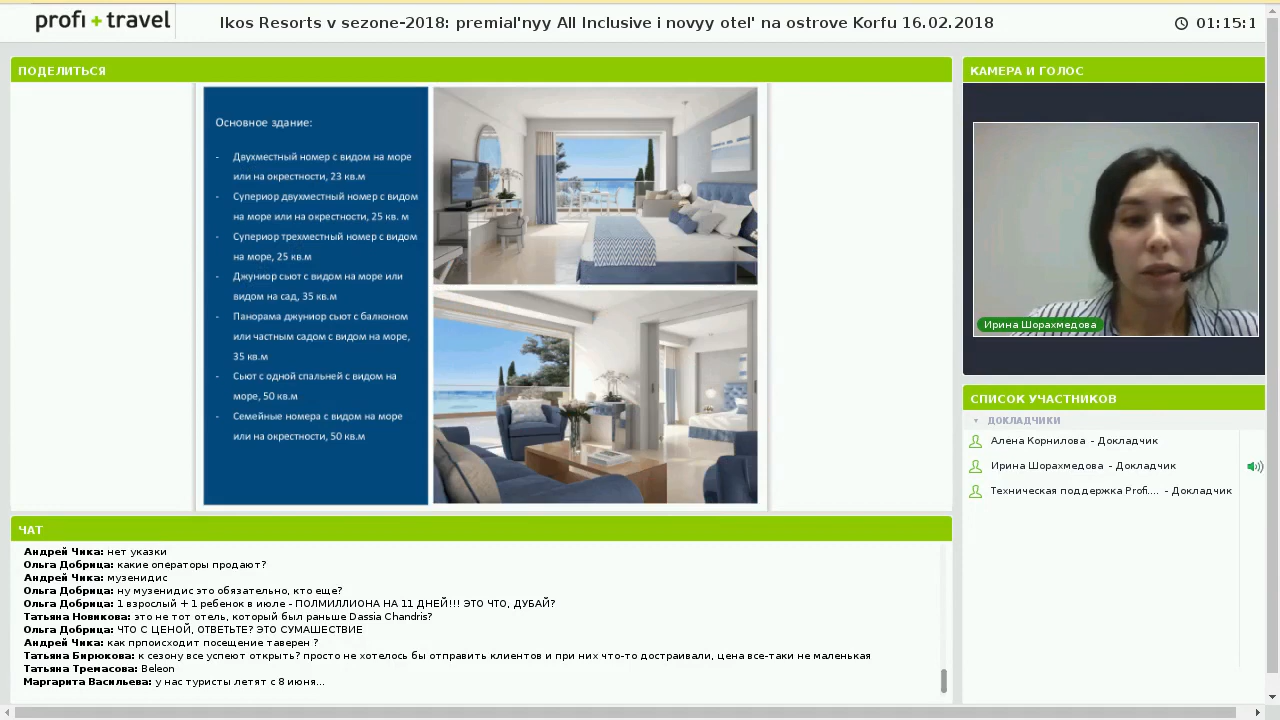 profi + travel
Ikos Resorts v sezone-2018: premial'nyy All Inclusive i novyy otel' na ostrove Korfu 16.02.2018
01:15:1
ПОДЕЛИТЬСЯ
Основное здание:
- Двухместный номер с видом на море
или на окрестности, 23 кв.м
- Супериор двухместный номер с видом
на море или на окрестности, 25 кв. м
- Супериор трехместный номер с видом
на море, 25 кв.м
- Джуниор сьют с видом на море или
видом на сад, 35 кв.м
- Панорама джуниор сьют с балконом
или частным садом с видом на море,
35 кв.м
- Сьют с одной спальней с видом на
море, 50 кв.м
- Семейные номера с видом на море
или на окрестности, 50 кв.м
КАМЕРА И ГОЛОС
Ирина Шорахмедова
СПИСОК УЧАСТНИКОВ
ДОКЛАДЧИКИ
Алена Корнилова - Докладчик
Ирина Шорахмедова - Докладчик
Техническая поддержка Profi.... - Докладчик
ЧАТ
Андрей Чика: нет указки
Ольга Добрица: какие операторы продают?
Андрей Чика: музенидис
Ольга Добрица: ну музенидис это обязательно, кто еще?
Ольга Добрица: 1 взрослый + 1 ребенок в июле - ПОЛМИЛЛИОНА НА 11 ДНЕЙ!!! ЭТО ЧТО, ДУБАЙ?
Татьяна Новикова: это не тот отель, который был раньше Dassia Chandris?
Ольга Добрица: ЧТО С ЦЕНОЙ, ОТВЕТЬТЕ? ЭТО СУМАШЕСТВИЕ
Андрей Чика: как прпоисходит посещение таверен ?
Татьяна Бирюкова: к сезону все успеют открыть? просто не хотелось бы отправить клиентов и при них что-то достраивали, цена все-таки не маленькая
Татьяна Тремасова: Beleon
Маргарита Васильева: у нас туристы летят с 8 июня...